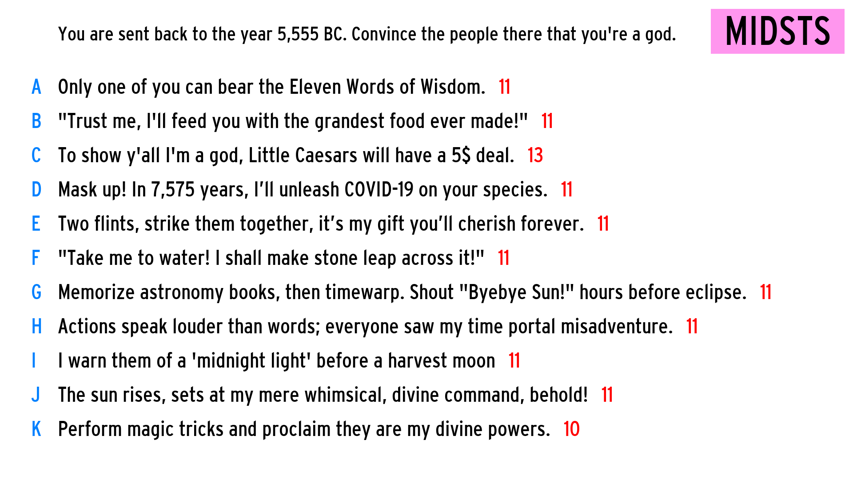 You are sent back to the year 5,555 BC. Convince the people there that you're a god.
MIDSTS
A Only one of you can bear the Eleven Words of Wisdom. 11
B "Trust me, I'll feed you with the grandest food ever made!" 11
C To show y'all I'm a god, Little Caesars will have a 5$ deal. 13
D Mask up! In 7,575 years, I’ll unleash COVID-19 on your species. 11
E Two flints, strike them together, it’s my gift you’ll cherish forever. 11
F "Take me to water! I shall make stone leap across it!" 11
G Memorize astronomy books, then timewarp. Shout "Byebye Sun!" hours before eclipse. 11
H Actions speak louder than words; everyone saw my time portal misadventure. 11
I I warn them of a 'midnight light' before a harvest moon 11
J The sun rises, sets at my mere whimsical, divine command, behold! 11
K Perform magic tricks and proclaim they are my divine powers. 10